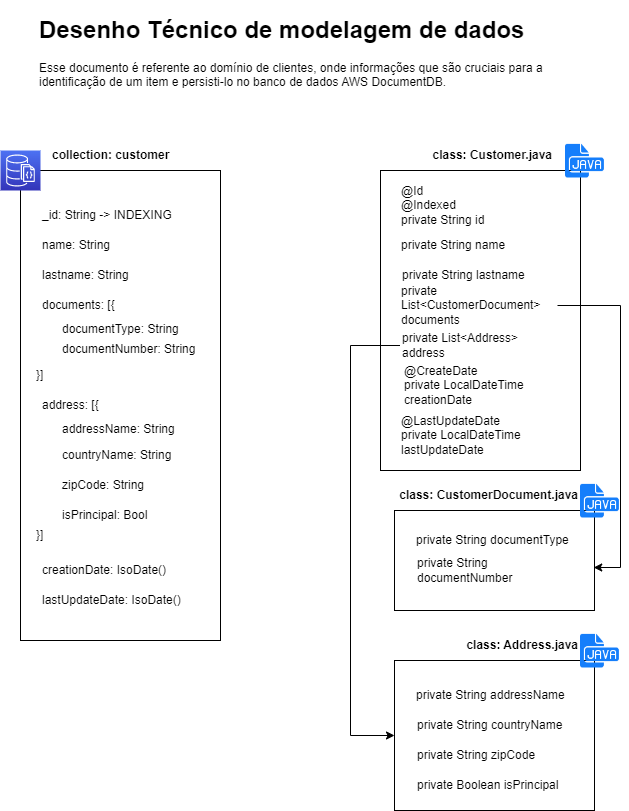 Desenho Técnico de modelagem de dados
Esse documento é referente ao domínio de clientes, onde informações que são cruciais para a
identificação de um item e persisti-lo no banco de dados AWS DocumentDB.
collection: customer
_id: String -> INDEXING
name: String
lastname: String
documents: [{
documentType: String
documentNumber: String
}]
address: [{
addressName: String
countryName: String
zipCode: String
isPrincipal: Bool
}]
creationDate: IsoDate()
lastUpdateDate: IsoDate()
class: Customer.java
JAVA
@Id
@Indexed
private String id
private String name
private String lastname
private
List<CustomerDocument>
documents
private List<Address>
address
@CreateDate
private LocalDateTime
creationDate
@LastUpdateDate
private LocalDateTime
lastUpdateDate
class: CustomerDocument.java
JAVA
private String documentType
private String
documentNumber
class: Address.java
JAVA
private String addressName
private String countryName
private String zipCode
private Boolean isPrincipal